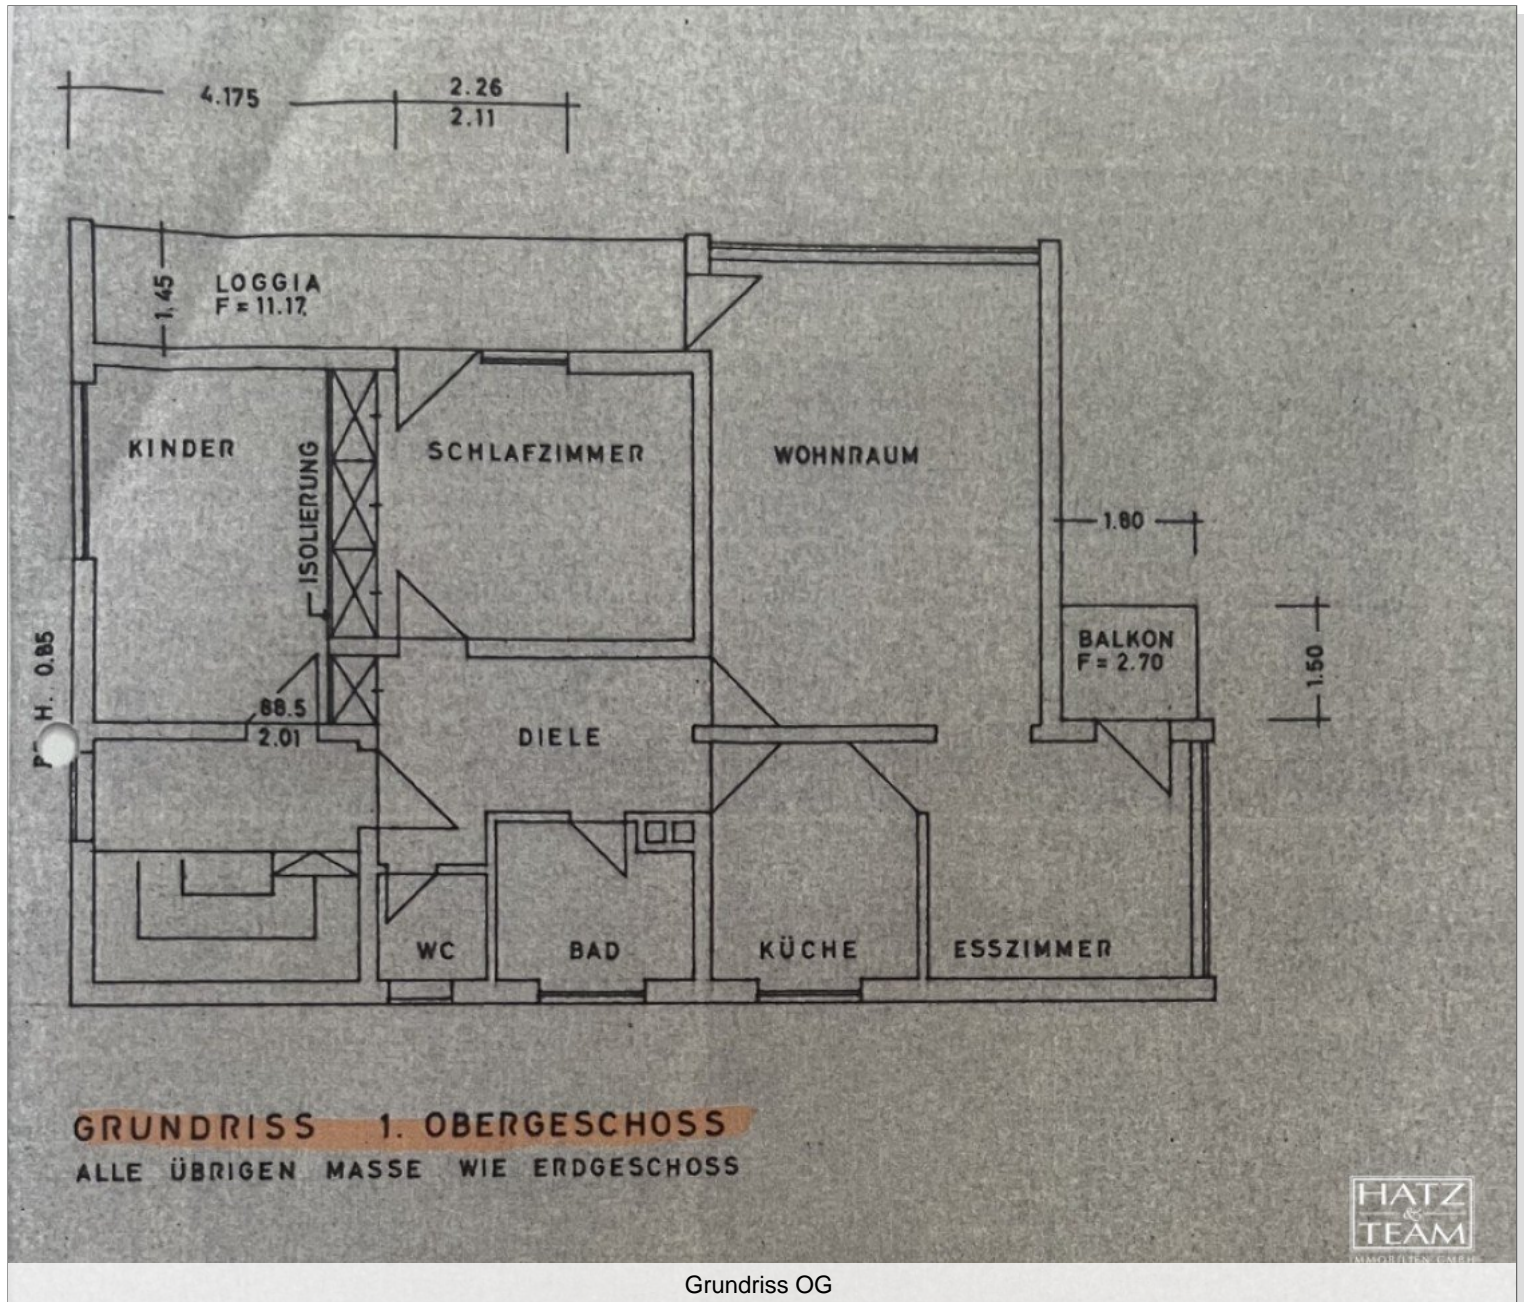 4.175
2.26
2.11
1.45
LOGGIA
F = 11.17
KINDER
ISOLIERUNG
SCHLAFZIMMER
WOHNRAUM
1.80
BALKON
F = 2.70
1.50
H. 0.85
88.5
2.01
DIELE
WC
BAD
KÜCHE
ESSZIMMER
GRUNDRISS 1. OBERGESCHOSS
ALLE ÜBRIGEN MASSE WIE ERDGESCHOSS
HATZ
&
TEAM
IMMOBILIEN GMBH
Grundriss OG